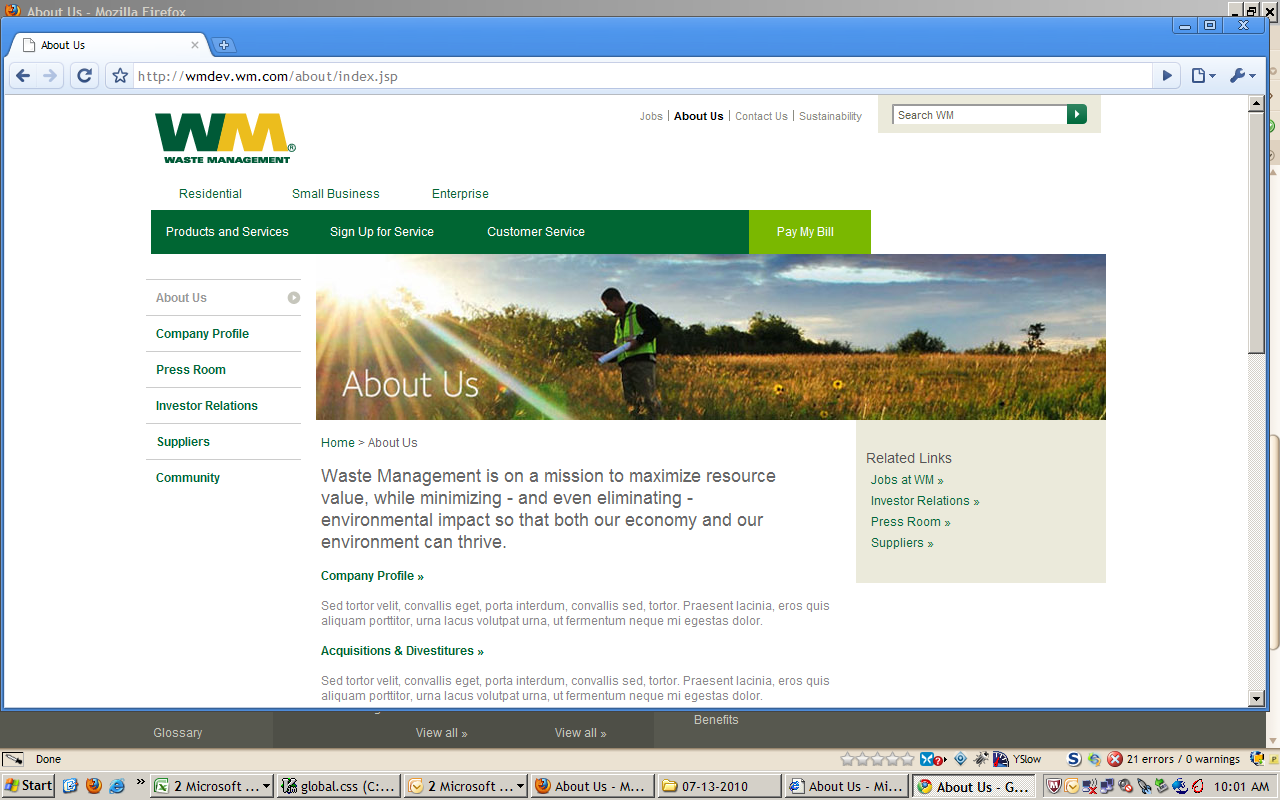 About Us - Mozilla Firefox
About Us
http://wmdev.wm.com/about/index.jsp
WM®
WASTE MANAGEMENT
Jobs | About Us | Contact Us | Sustainability
Search WM
Residential
Small Business
Enterprise
Products and Services
Sign Up for Service
Customer Service
Pay My Bill
About Us
Company Profile
Press Room
Investor Relations
Suppliers
Community
About Us
Home > About Us
Waste Management is on a mission to maximize resource
value, while minimizing - and even eliminating -
environmental impact so that both our economy and our
environment can thrive.
Company Profile »
Sed tortor velit, convallis eget, porta interdum, convallis sed, tortor. Praesent lacinia, eros quis
aliquam porttitor, urna lacus volutpat urna, ut fermentum neque mi egestas dolor.
Acquisitions & Divestitures »
Sed tortor velit, convallis eget, porta interdum, convallis sed, tortor. Praesent lacinia, eros quis
aliquam porttitor, urna lacus volutpat urna, ut fermentum neque mi egestas dolor.
Related Links
Jobs at WM »
Investor Relations »
Press Room »
Suppliers »
Glossary
View all »
View all »
Benefits
Done
YSlow
21 errors / 0 warnings
Start
2 Microsoft ...
global.css (C:...
2 Microsoft ...
About Us - M...
07-13-2010
About Us - Mi...
About Us - G...
10:01 AM